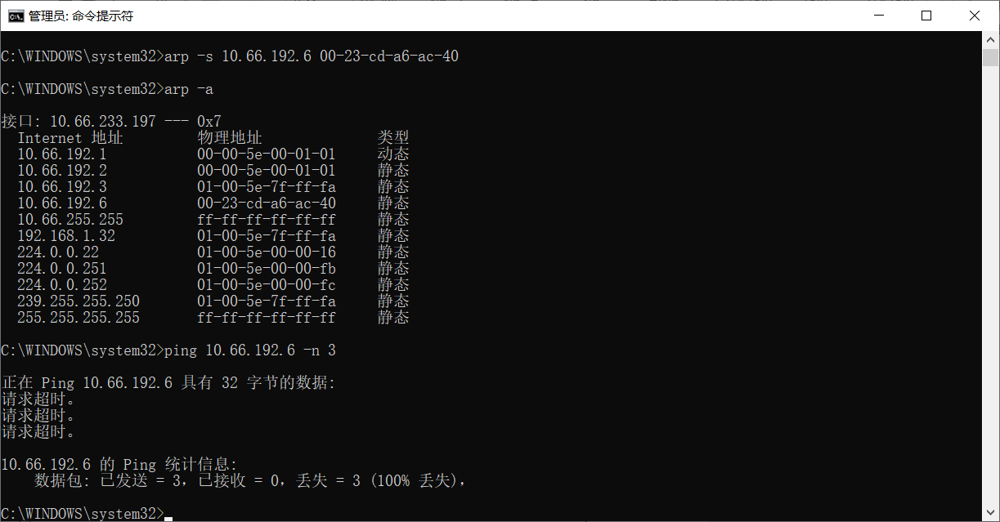 管理员: 命令提示符
C:\WINDOWS\system32>arp -s 10.66.192.6 00-23-cd-a6-ac-40
C:\WINDOWS\system32>arp -a
接口: 10.66.233.197 --- 0x7
Internet 地址 物理地址 类型
10.66.192.1 00-00-5e-00-01-01 动态
10.66.192.2 00-00-5e-00-01-01 静态
10.66.192.3 01-00-5e-7f-ff-fa 静态
10.66.192.6 00-23-cd-a6-ac-40 静态
10.66.255.255 ff-ff-ff-ff-ff-ff 静态
192.168.1.32 01-00-5e-7f-ff-fa 静态
224.0.0.22 01-00-5e-00-00-16 静态
224.0.0.251 01-00-5e-00-00-fb 静态
224.0.0.252 01-00-5e-00-00-fc 静态
239.255.255.250 01-00-5e-7f-ff-fa 静态
255.255.255.255 ff-ff-ff-ff-ff-ff 静态
C:\WINDOWS\system32>ping 10.66.192.6 -n 3
正在 Ping 10.66.192.6 具有 32 字节的数据:
请求超时。
请求超时。
请求超时。
10.66.192.6 的 Ping 统计信息:
数据包: 已发送 = 3，已接收 = 0，丢失 = 3 (100% 丢失)，
C:\WINDOWS\system32>